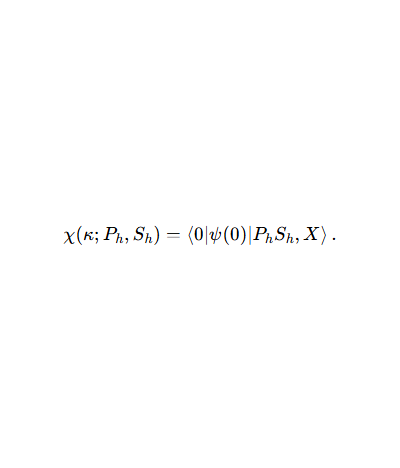 χ(κ; P_h, S_h) = ⟨0|ψ(0)|P_h S_h, X⟩ .